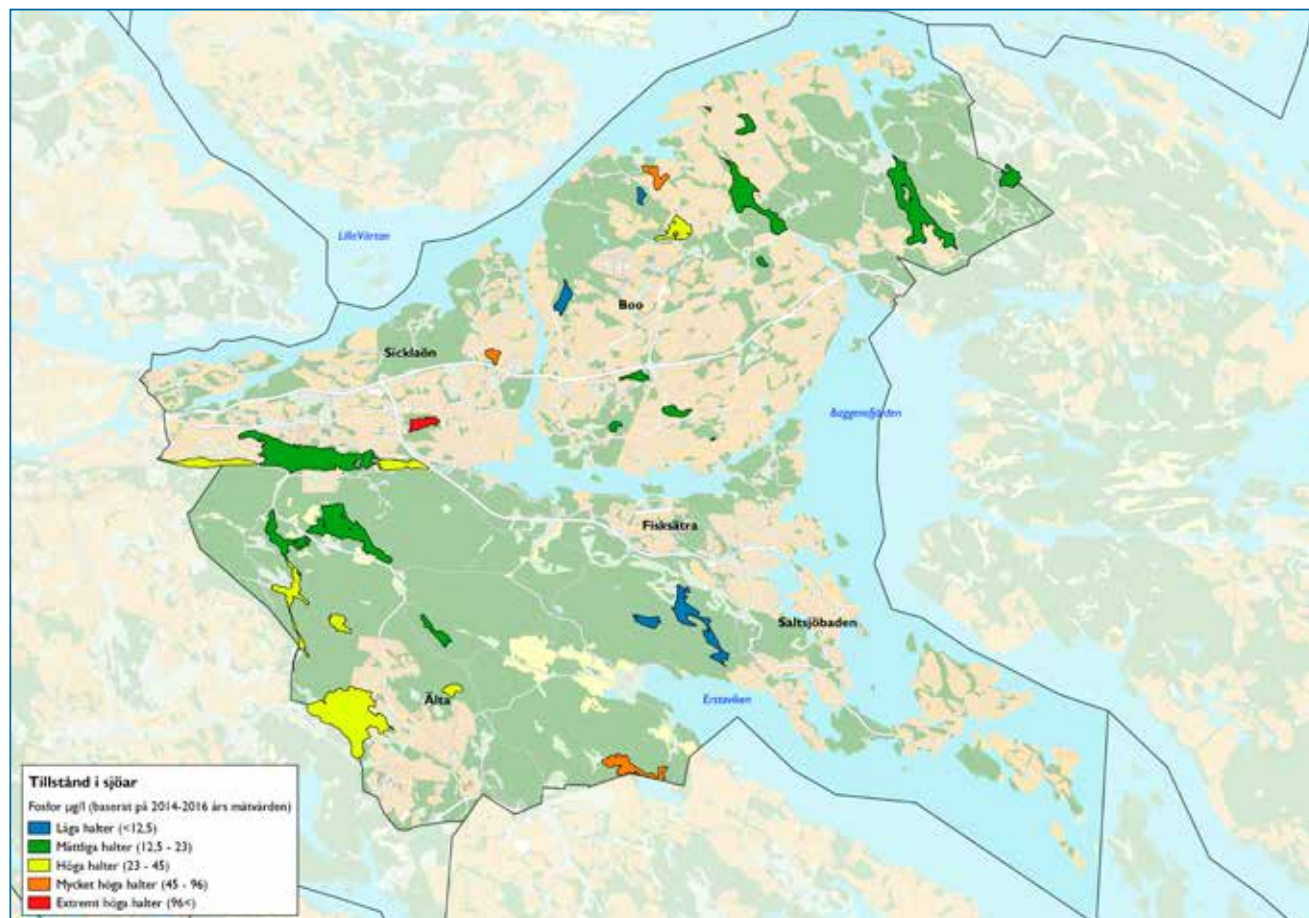 Lilla Värtan
Boo
Sicklaön
Baggensfjärden
Fisksätra
Saltsjöbaden
Älta
Erstaviken
Tillstånd i sjöar
Fosfor µg/l (baserat på 2014-2016 års mätvärden)
Låga halter (<12,5)
Måttliga halter (12,5 - 23)
Höga halter (23 - 45)
Mycket höga halter (45 - 96)
Extremt höga halter (96<)